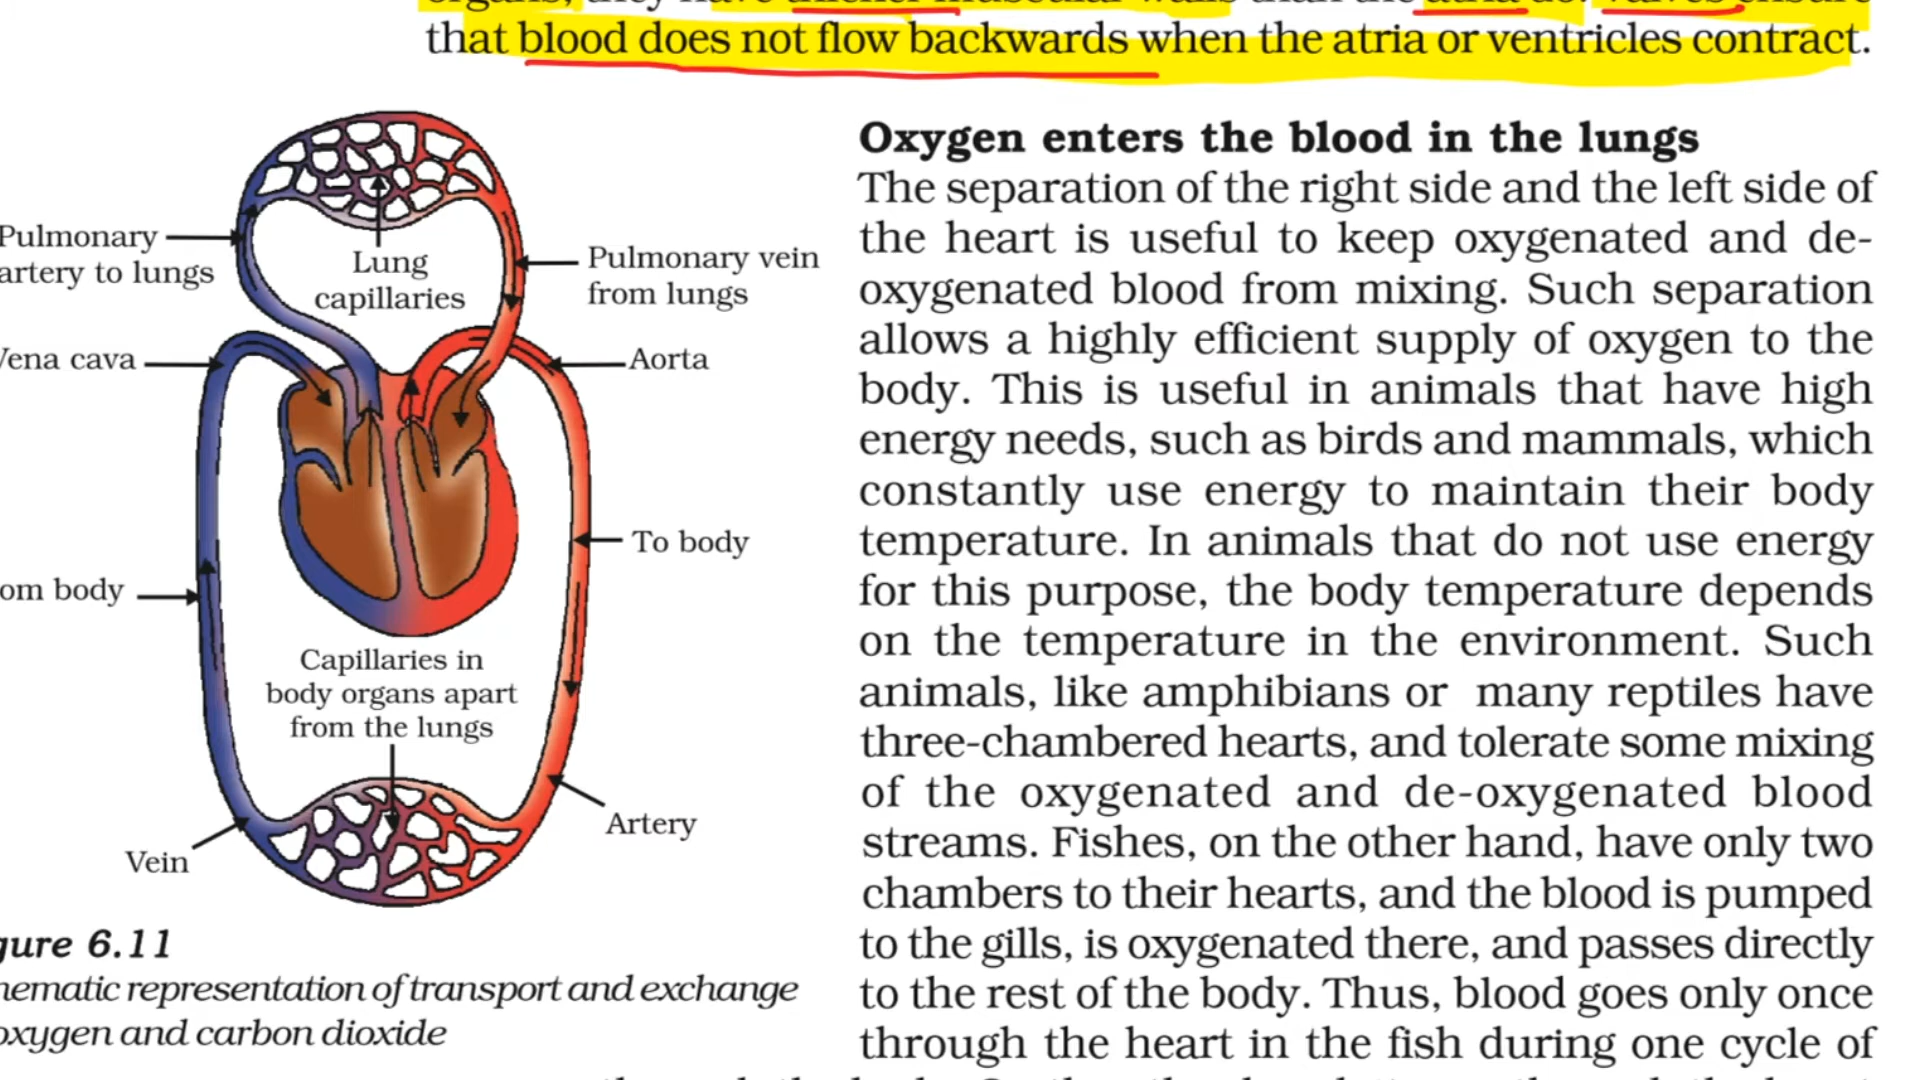 that blood does not flow backwards when the atria or ventricles contract.
Oxygen enters the blood in the lungs
The separation of the right side and the left side of
the heart is useful to keep oxygenated and de-
oxygenated blood from mixing. Such separation
allows a highly efficient supply of oxygen to the
body. This is useful in animals that have high
energy needs, such as birds and mammals, which
constantly use energy to maintain their body
temperature. In animals that do not use energy
for this purpose, the body temperature depends
on the temperature in the environment. Such
animals, like amphibians or many reptiles have
three-chambered hearts, and tolerate some mixing
of the oxygenated and de-oxygenated blood
streams. Fishes, on the other hand, have only two
chambers to their hearts, and the blood is pumped
to the gills, is oxygenated there, and passes directly
to the rest of the body. Thus, blood goes only once
through the heart in the fish during one cycle of
Pulmonary
artery to lungs
Lung
capillaries
Pulmonary vein
from lungs
Vena cava
Aorta
To body
om body
Capillaries in
body organs apart
from the lungs
Artery
Vein
gure 6.11
hematic representation of transport and exchange
oxygen and carbon dioxide